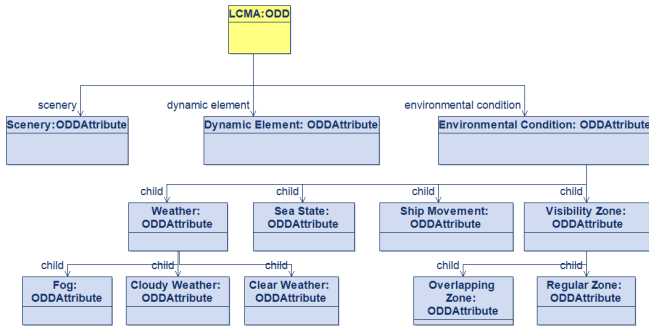 LCMA:ODD
scenery
dynamic element
environmental condition
Scenery:ODDAttribute
Dynamic Element: ODDAttribute
Environmental Condition: ODDAttribute
child
child
child
child
Weather:
ODDAttribute
Sea State:
ODDAttribute
Ship Movement:
ODDAttribute
Visibility Zone:
ODDAttribute
child
child
child
child
child
Fog:
ODDAttribute
Cloudy Weather:
ODDAttribute
Clear Weather:
ODDAttribute
Overlapping
Zone:
ODDAttribute
Regular Zone:
ODDAttribute